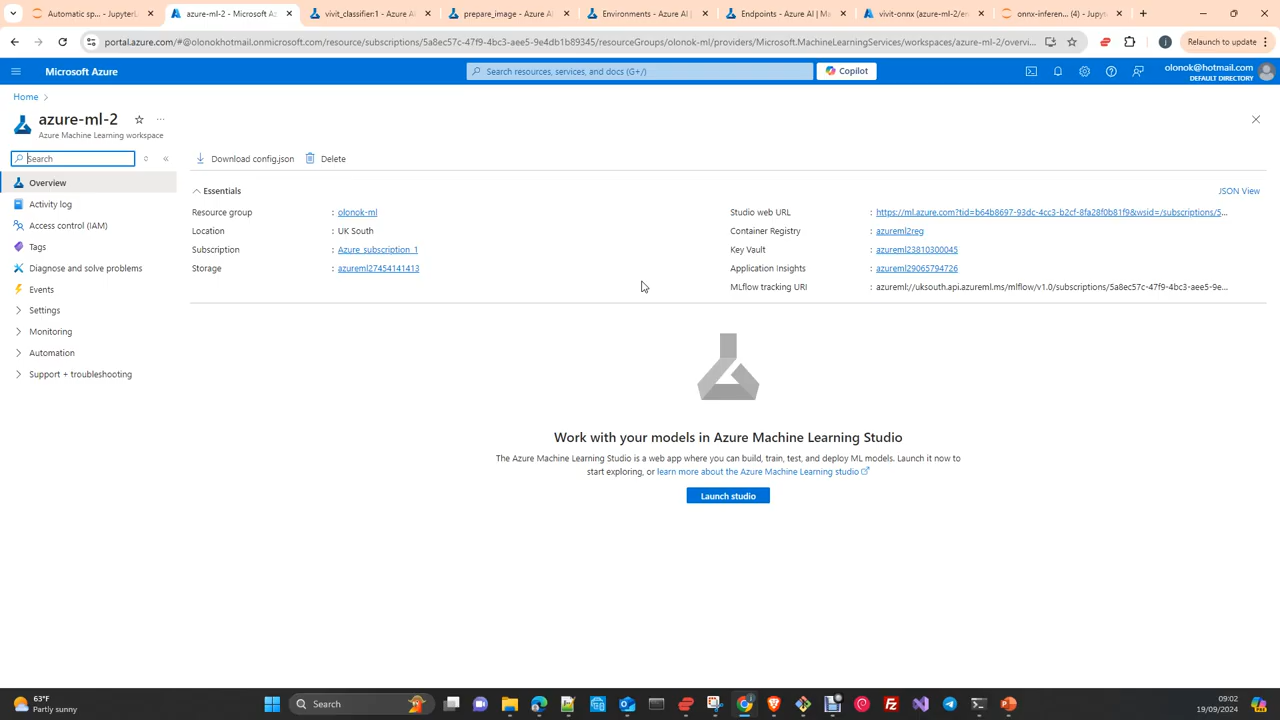 Automatic sp... - JupyterL
azure-ml-2 - Microsoft Az
vivit_classifier:1 - Azure AI
prepare_image - Azure AI
Environments - Azure AI | 
Endpoints - Azure AI | Ma
vivit-onnx (azure-ml-2/en
onnx-inferen... (4) - Jupyte
portal.azure.com/#@olonokhotmail.onmicrosoft.com/resource/subscriptions/5a8ec57c-47f9-4bc3-aee5-9e4db1b89345/resourceGroups/olonok-ml/providers/Microsoft.MachineLearningServices/workspaces/azure-ml-2/overvi...
Relaunch to update
Microsoft Azure
Search resources, services, and docs (G+/)
Copilot
olonok@hotmail.com
DEFAULT DIRECTORY
Home
azure-ml-2
Azure Machine Learning workspace
Search
Download config.json
Delete
Overview
Activity log
Access control (IAM)
Tags
Diagnose and solve problems
Events
Settings
Monitoring
Automation
Support + troubleshooting
Essentials
JSON View
Resource group : olonok-ml
Location : UK South
Subscription : Azure_subscription_1
Storage : azureml27454141413
Studio web URL : https://ml.azure.com?tid=b64b8697-93dc-4cc3-b2cf-8fa28f0b81f9&wsid=/subscriptions/5...
Container Registry : azureml2reg
Key Vault : azureml23810300045
Application Insights : azureml29065794726
MLflow tracking URI : azureml://uksouth.api.azureml.ms/mlflow/v1.0/subscriptions/5a8ec57c-47f9-4bc3-aee5-9e...
Work with your models in Azure Machine Learning Studio
The Azure Machine Learning Studio is a web app where you can build, train, test, and deploy ML models. Launch it now to
start exploring, or learn more about the Azure Machine Learning studio
Launch studio
63°F
Partly sunny
Search
09:02
19/09/2024